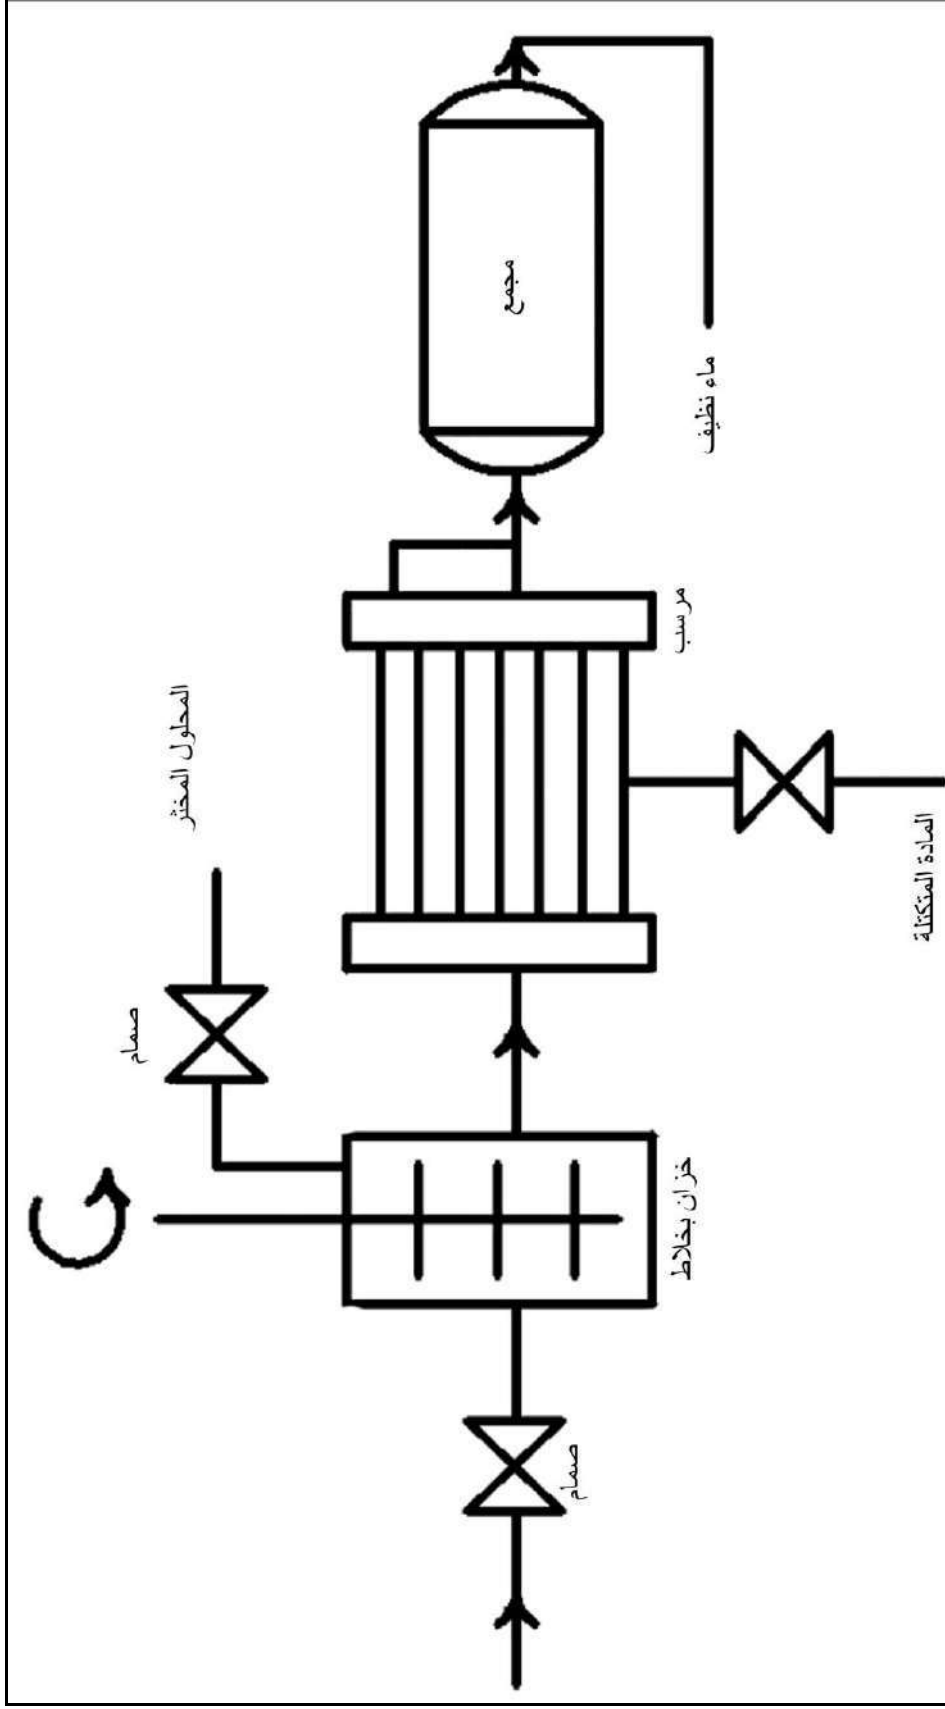 مجمع
ماء نظيف
مرسب
المحلول المخثر
المادة المتكتلة
صمام
خزان بخلاط
صمام